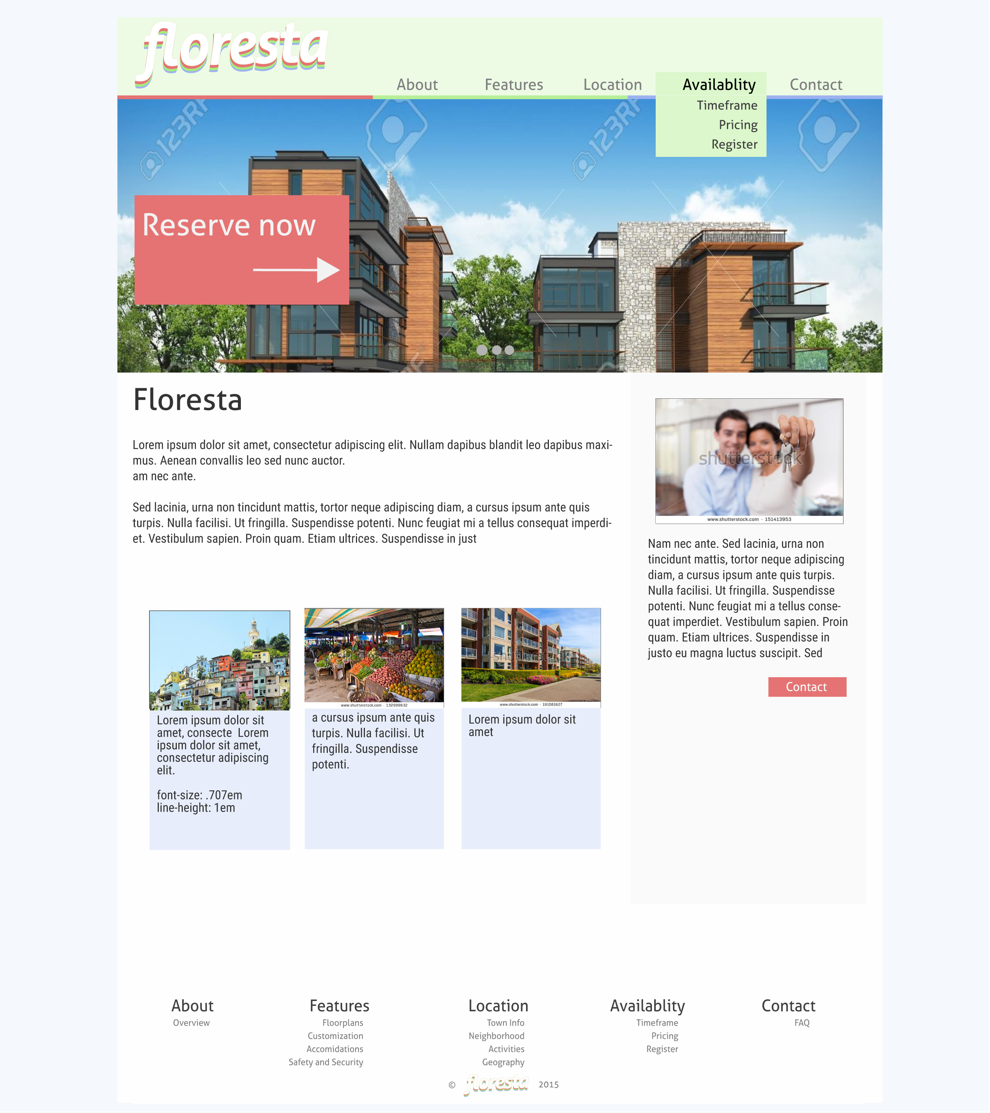 floresta
About Features Location Availablity Contact
Timeframe
Pricing
Register
123RF
123RF
Reserve now
Floresta
Lorem ipsum dolor sit amet, consectetur adipiscing elit. Nullam dapibus blandit leo dapibus maxi-
mus. Aenean convallis leo sed nunc auctor.
am nec ante.
Sed lacinia, urna non tincidunt mattis, tortor neque adipiscing diam, a cursus ipsum ante quis
turpis. Nulla facilisi. Ut fringilla. Suspendisse potenti. Nunc feugiat mi a tellus consequat imperdi-
et. Vestibulum sapien. Proin quam. Etiam ultrices. Suspendisse in just
shutterstock
www.shutterstock.com · 151413953
Nam nec ante. Sed lacinia, urna non
tincidunt mattis, tortor neque adipiscing
diam, a cursus ipsum ante quis turpis.
Nulla facilisi. Ut fringilla. Suspendisse
potenti. Nunc feugiat mi a tellus conse-
quat imperdiet. Vestibulum sapien. Proin
quam. Etiam ultrices. Suspendisse in
justo eu magna luctus suscipit. Sed
Contact
Lorem ipsum dolor sit
amet, consecte Lorem
ipsum dolor sit amet,
consectetur adipiscing
elit.
font-size: .707em
line-height: 1em
www.shutterstock.com
a cursus ipsum ante quis
turpis. Nulla facilisi. Ut
fringilla. Suspendisse
potenti.
www.shutterstock.com
Lorem ipsum dolor sit
amet
About
Overview
Features
Floorplans
Customization
Accomidations
Safety and Security
Location
Town Info
Neighborhood
Activities
Geography
Availablity
Timeframe
Pricing
Register
Contact
FAQ
© floresta 2015